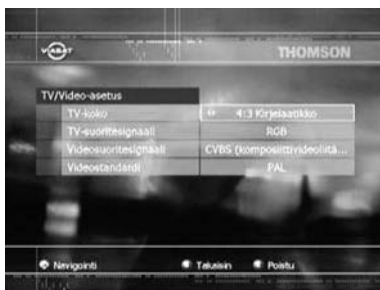 VIASAT
THOMSON
TV/Video-asetus
TV-koko 4:3 Kirjelaatikko
TV-suoritesignaali RGB
Videosuoritesignaali CVBS (komposiittivideoliitä...
Videostandardi PAL
Navigointi Takaisin Poistu